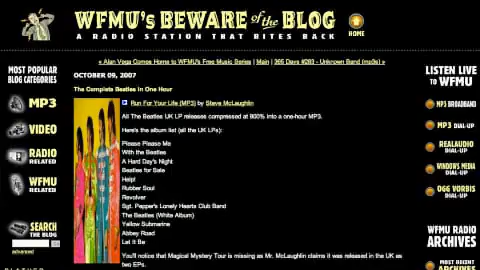 WFMU's BEWARE of the BLOG
A RADIO STATION THAT BITES BACK
HOME
« Alan Vega Comes Home to WFMU's Free Music Series | Main | 365 Days #283 - Unknown Band (mp3s) »
MOST POPULAR
BLOG CATEGORIES
MP3
VIDEO
RADIO
RELATED
WFMU
RELATED
SEARCH
THE BLOG
advanced
OCTOBER 09, 2007
The Complete Beatles in One Hour
Run For Your Life (MP3) by Steve McLaughlin
All The Beatles UK LP releases compressed at 800% into a one-hour MP3.
Here's the album list (all the UK LPs):
Please Please Me
With the Beatles
A Hard Day's Night
Beatles for Sale
Help!
Rubber Soul
Revolver
Sgt. Pepper's Lonely Hearts Club Band
The Beatles (White Album)
Yellow Submarine
Abbey Road
Let It Be
You'll notice that Magical Mystery Tour is missing as Mr. McLaughlin claims it was released in the UK as
two EPs.
LISTEN LIVE
TO WFMU
MP3 BROADBAND
MP3 DIAL-UP
REALAUDIO
DIAL-UP
WINDOWS MEDIA
DIAL-UP
OGG VORBIS
DIAL-UP
WFMU RADIO
ARCHIVES
MOST RECENT